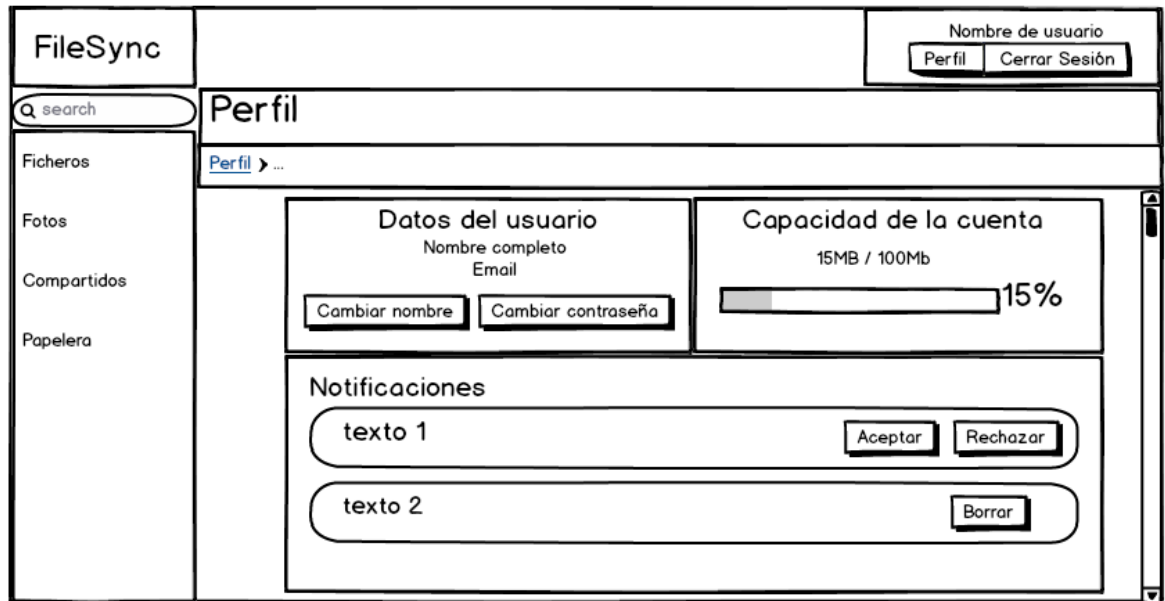 FileSync
Nombre de usuario
Perfil Cerrar Sesión
search
Perfil
Ficheros
Fotos
Compartidos
Papelera
Perfil > ...
Datos del usuario
Nombre completo
Email
Cambiar nombre Cambiar contraseña
Capacidad de la cuenta
15MB / 100Mb
15%
Notificaciones
texto 1 Aceptar Rechazar
texto 2 Borrar